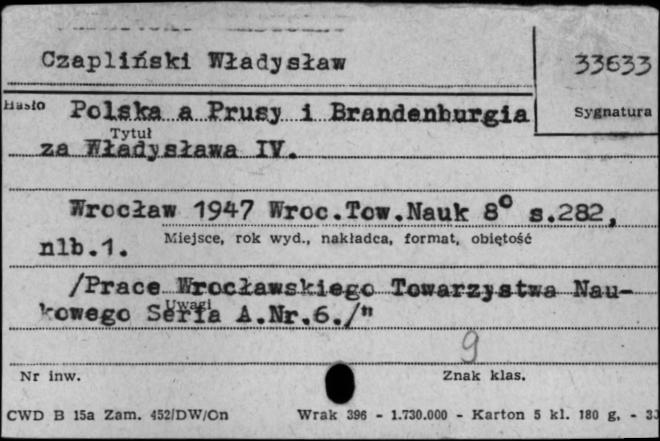 Czapliński Władysław
33633
Hasło Polska a Prusy i Brandenburgia
Sygnatura
Tytuł
za Władysława IV.
Wrocław 1947 Wroc.Tow.Nauk 8° s.282,
Miejsce, rok wyd., nakładca, format, objętość
nlb.1.
/Prace Wrocławskiego Towarzystwa Nau-
Uwagi
kowego Seria A.Nr.6./"
9
Nr inw.
Znak klas.
CWD B 15a Zam. 452/DW/On Wrak 396 - 1.730.000 - Karton 5 kl. 180 g. - 33